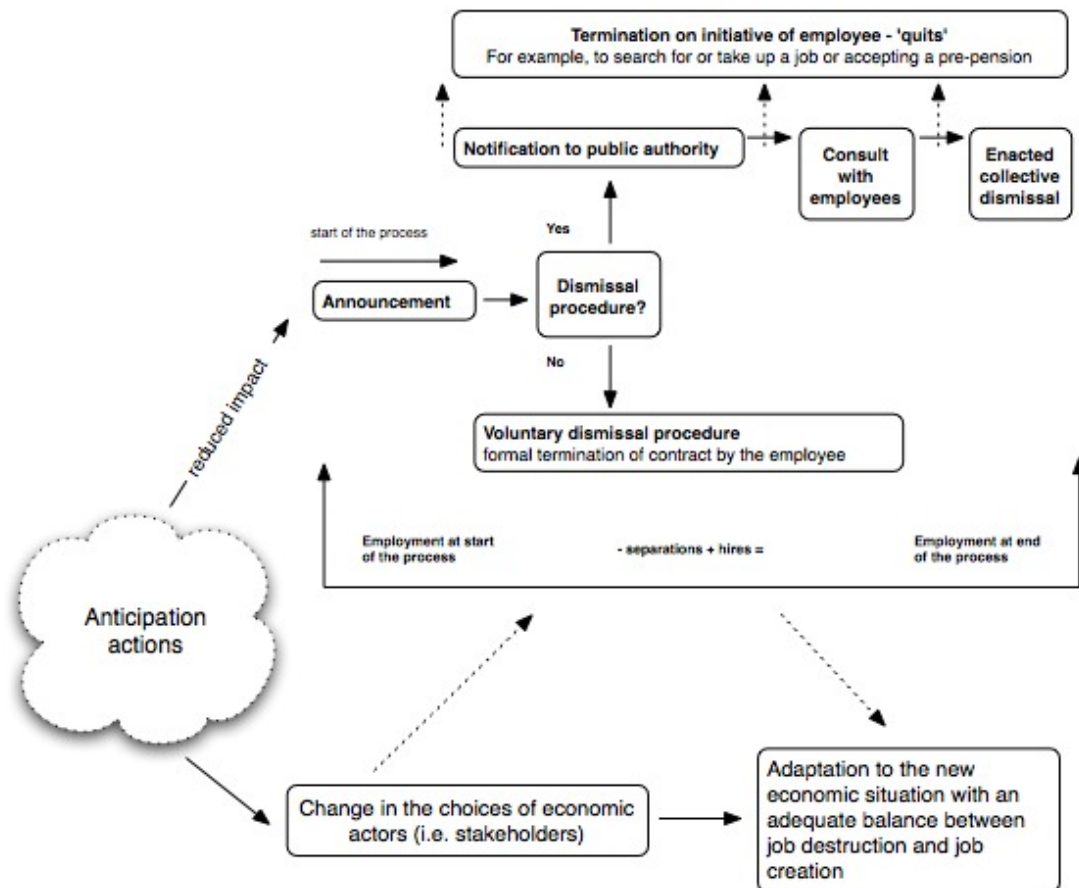 Termination on initiative of employee - 'quits'
For example, to search for or take up a job or accepting a pre-pension
Notification to public authority
Consult
with
employees
Enacted
collective
dismissal
start of the process
Yes
Announcement
Dismissal
procedure?
No
reduced impact
Voluntary dismissal procedure
formal termination of contract by the employee
Employment at start
of the process
- separations + hires =
Employment at end
of the process
Anticipation
actions
Change in the choices of economic
actors (i.e. stakeholders)
Adaptation to the new
economic situation with an
adequate balance between
job destruction and job
creation